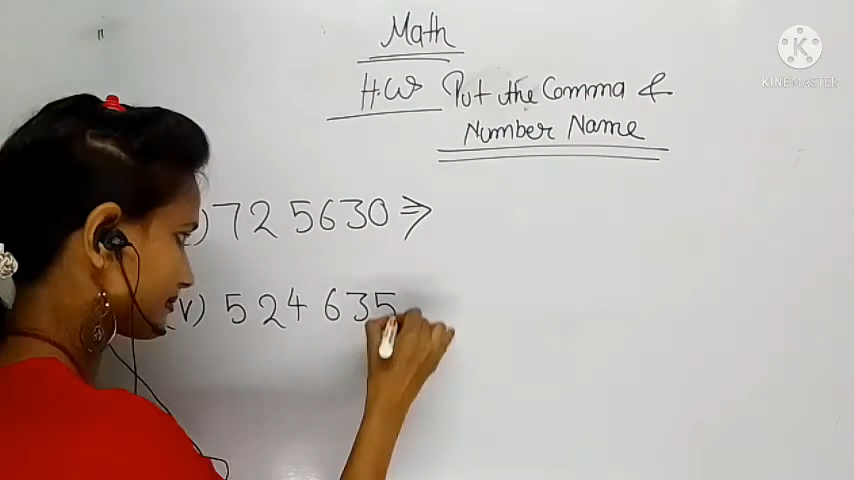 Math
H.W Put the Comma &
Number Name
) 725630 ⇒
(V) 524635
K
KINEMASTER